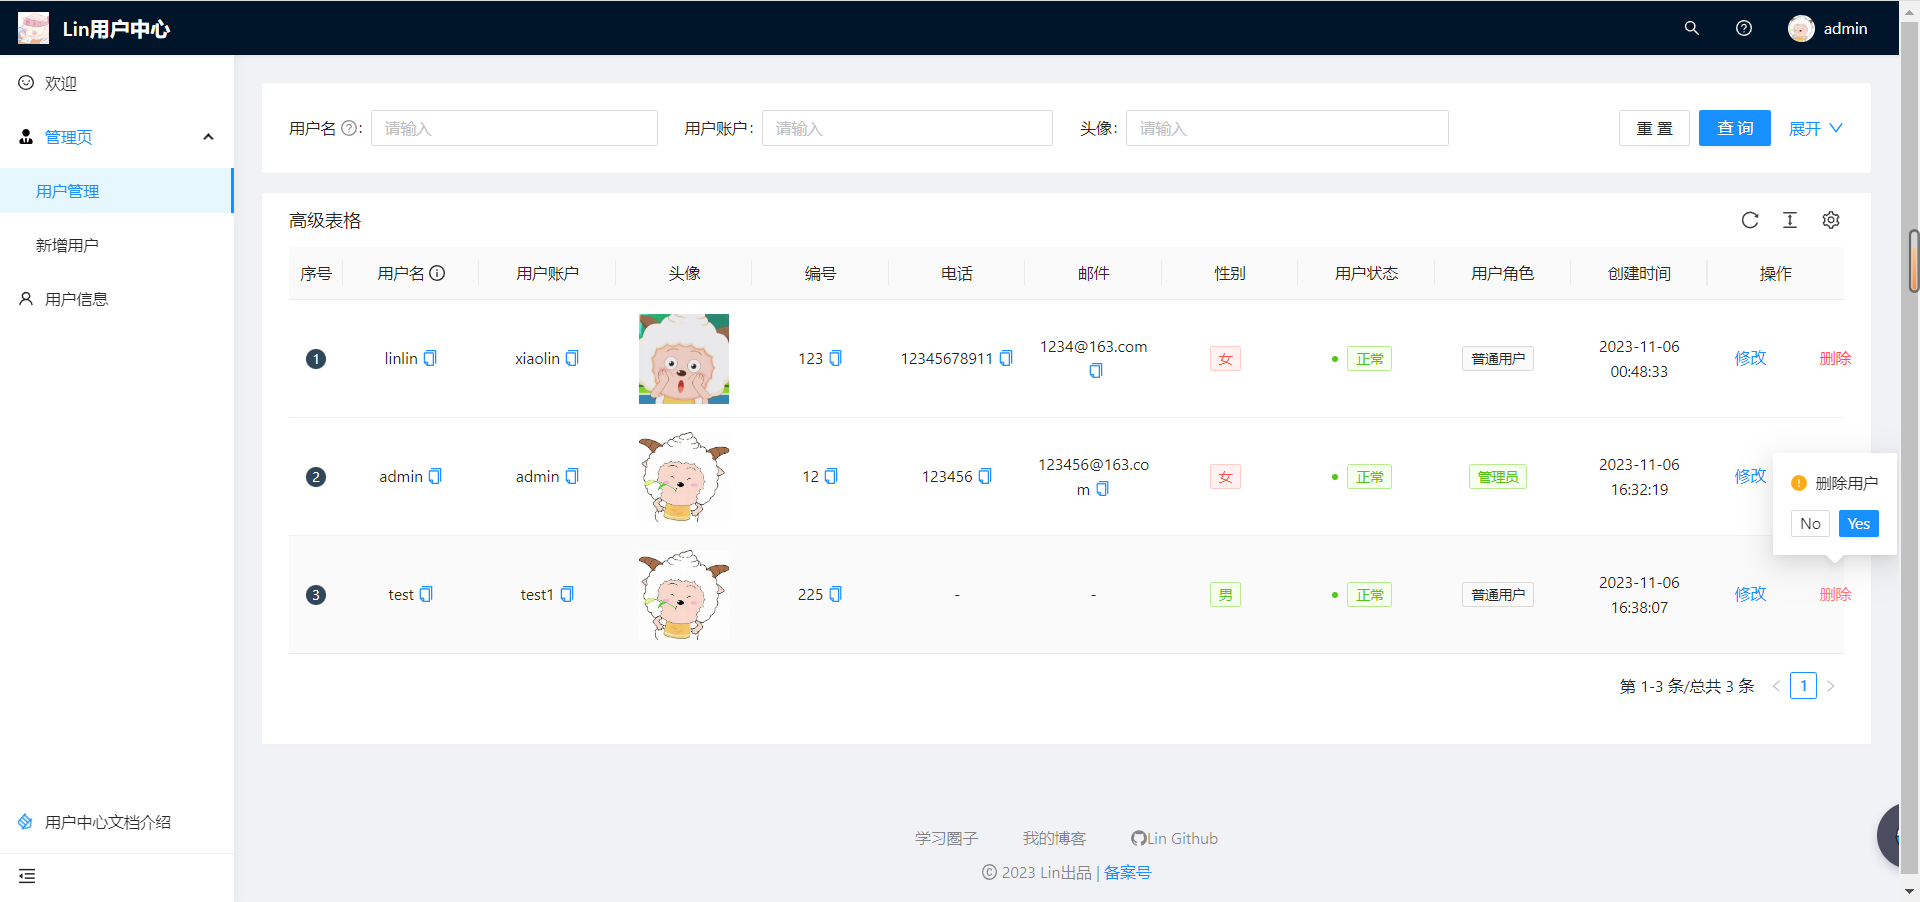 Lin用户中心
admin
欢迎
管理页
用户管理
新增用户
用户信息
用户中心文档介绍
用户名 ? : 请输入 用户账户: 请输入 头像: 请输入 重 置 查 询 展开
高级表格
序号 用户名 用户账户 头像 编号 电话 邮件 性别 用户状态 用户角色 创建时间 操作
1 linlin xiaolin 123 12345678911 1234@163.com 女 正常 普通用户 2023-11-06
00:48:33 修改 删除
2 admin admin 12 123456 123456@163.co
m 女 正常 管理员 2023-11-06
16:32:19 修改
删除用户
No Yes
3 test test1 225 - - 男 正常 普通用户 2023-11-06
16:38:07 修改 删除
第 1-3 条/总共 3 条 < 1 >
学习圈子 我的博客 Lin Github
© 2023 Lin出品 | 备案号